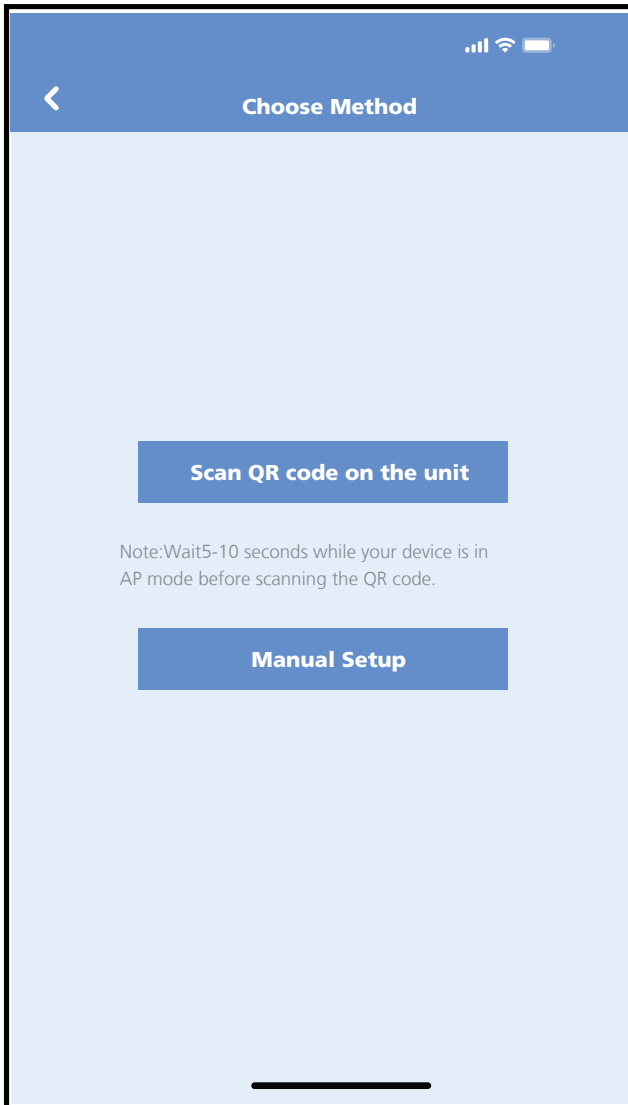 Choose Method
Scan QR code on the unit
Note:Wait5-10 seconds while your device is in
AP mode before scanning the QR code.
Manual Setup